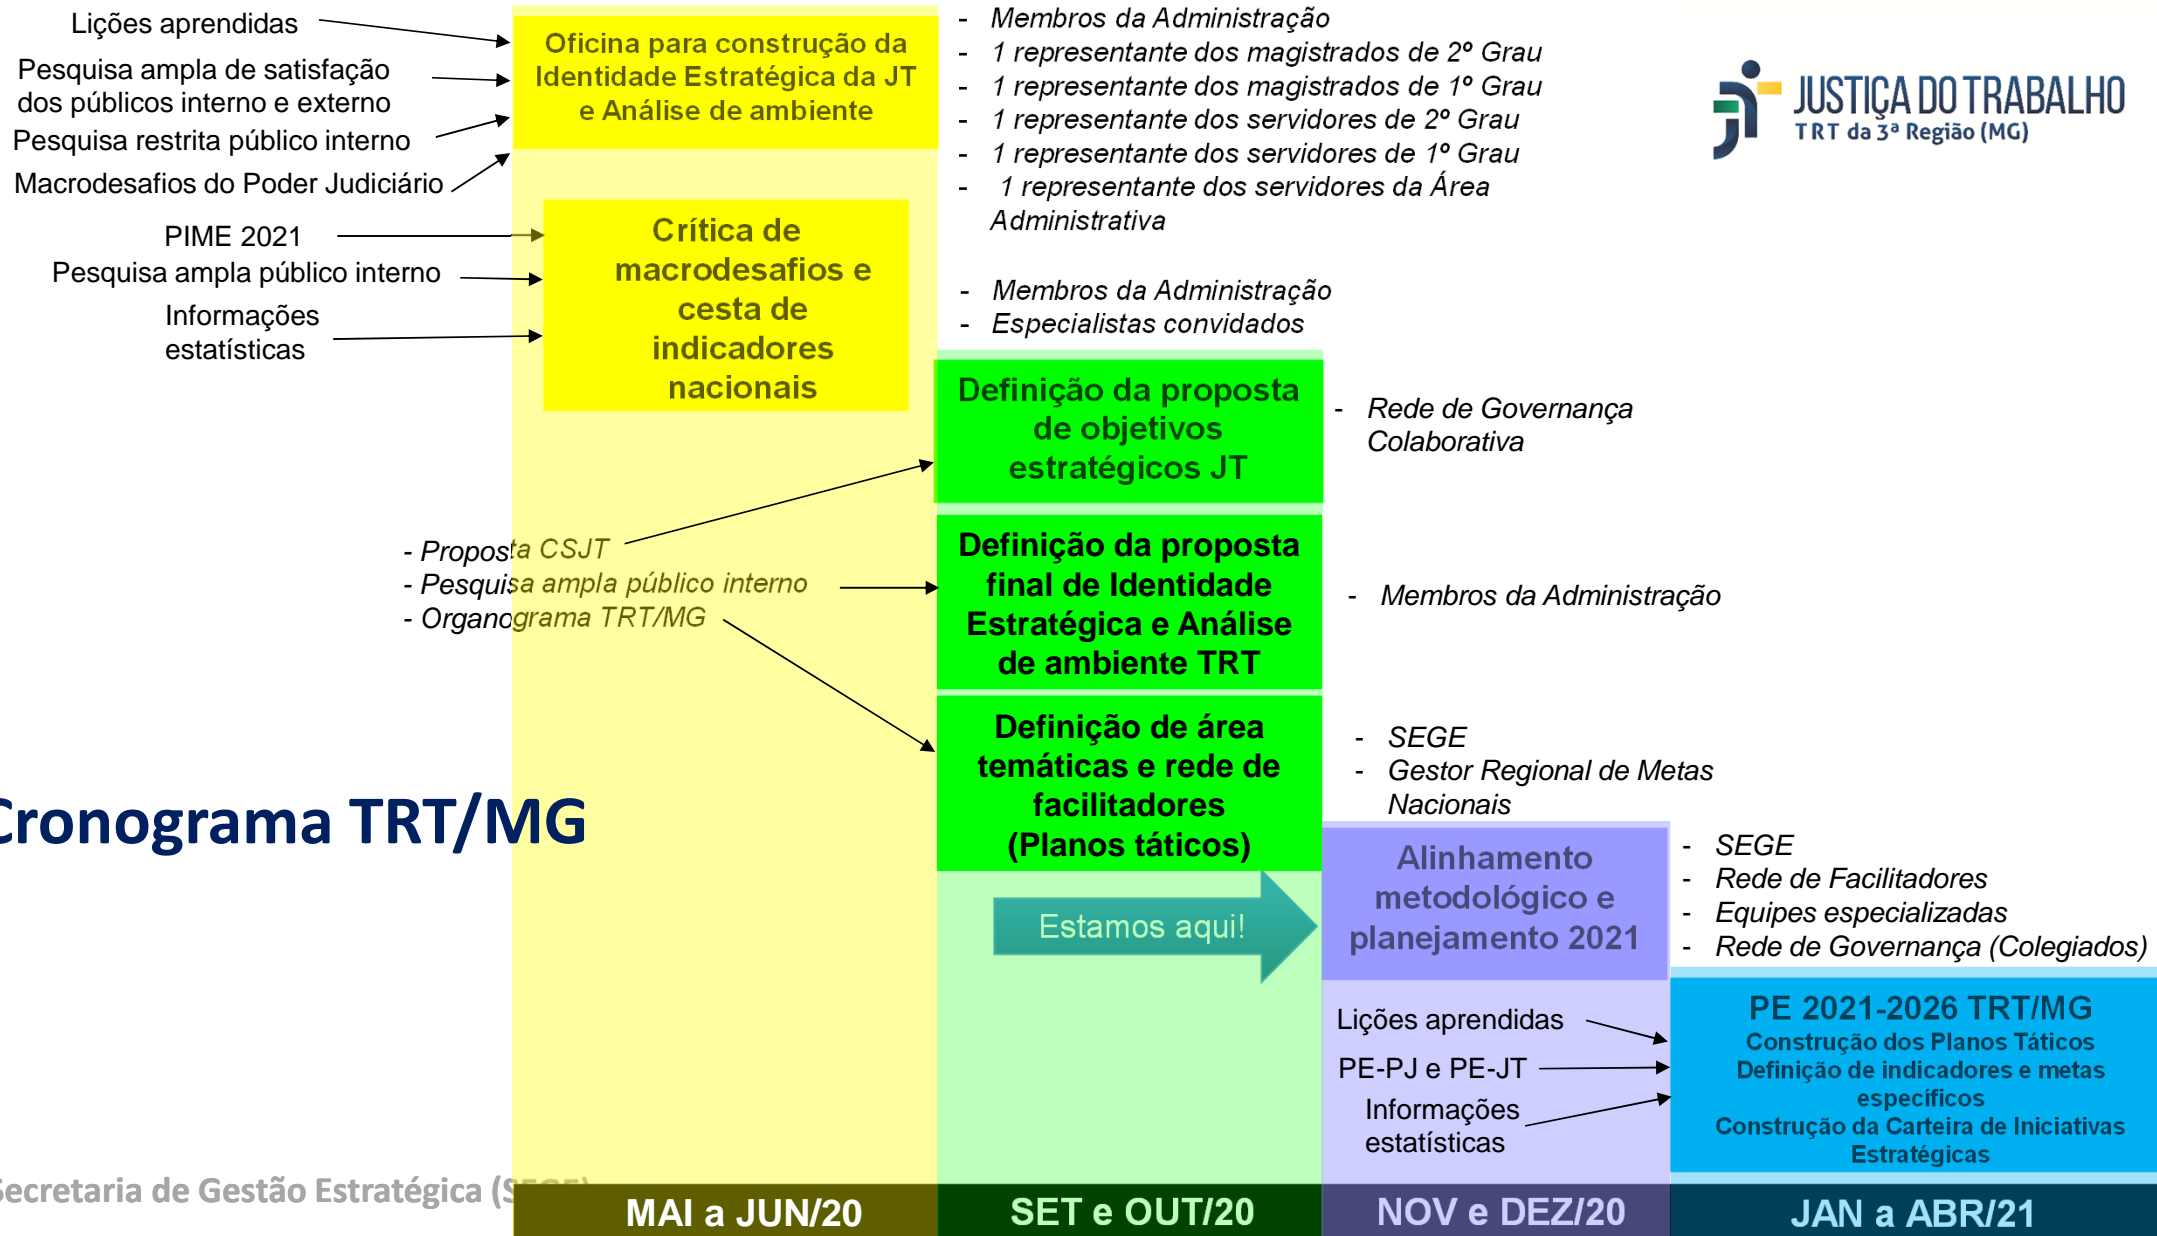 Lições aprendidas
Pesquisa ampla de satisfação
dos públicos interno e externo
Pesquisa restrita público interno
Macrodesafios do Poder Judiciário
Oficina para construção da
Identidade Estratégica da JT
e Análise de ambiente
- Membros da Administração
- 1 representante dos magistrados de 2º Grau
- 1 representante dos magistrados de 1º Grau
- 1 representante dos servidores de 2º Grau
- 1 representante dos servidores de 1º Grau
- 1 representante dos servidores da Área
Administrativa
JUSTIÇA DO TRABALHO
TRT da 3ª Região (MG)
PIME 2021
Pesquisa ampla público interno
Informações
estatísticas
Crítica de
macrodesafios e
cesta de
indicadores
nacionais
- Membros da Administração
- Especialistas convidados
Definição da proposta
de objetivos
estratégicos JT
- Rede de Governança
Colaborativa
- Proposta CSJT
- Pesquisa ampla público interno
- Organograma TRT/MG
Definição da proposta
final de Identidade
Estratégica e Análise
de ambiente TRT
- Membros da Administração
Definição de área
temáticas e rede de
facilitadores
(Planos táticos)
- SEGE
- Gestor Regional de Metas
Nacionais
Cronograma TRT/MG
Estamos aqui!
Alinhamento
metodológico e
planejamento 2021
- SEGE
- Rede de Facilitadores
- Equipes especializadas
- Rede de Governança (Colegiados)
Lições aprendidas
PE-PJ e PE-JT
Informações
estatísticas
PE 2021-2026 TRT/MG
Construção dos Planos Táticos
Definição de indicadores e metas
específicos
Construção da Carteira de Iniciativas
Estratégicas
Secretaria de Gestão Estratégica (SEGE)
MAI a JUN/20
SET e OUT/20
NOV e DEZ/20
JAN a ABR/21